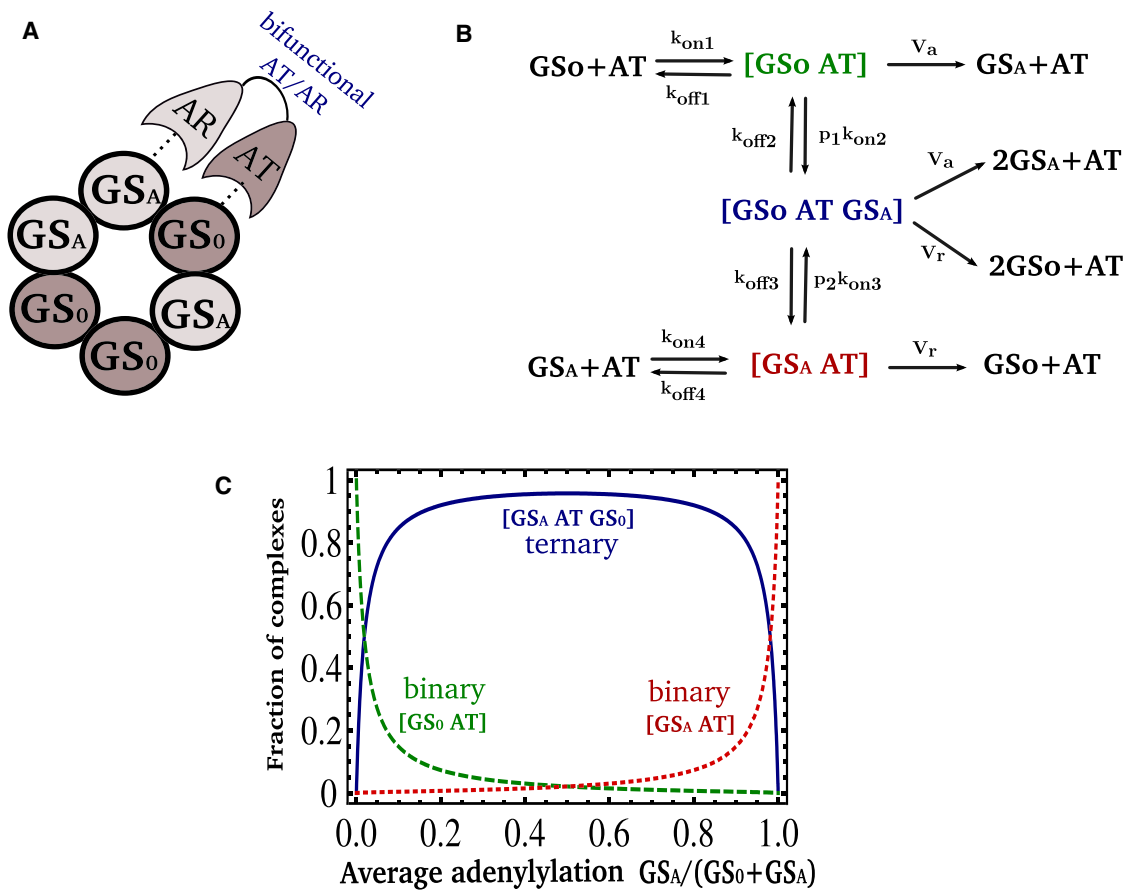 A
bifunctional
AT/AR
AR
AT
GSA
GSA
GS0
GS0
GSA
GS0
B
GSo+AT
kon1
koff1
[GSo AT]
Va
GSA+AT
koff2
p1kon2
[GSo AT GSA]
Va
2GSA+AT
Vr
2GSo+AT
koff3
p2kon3
GSA+AT
kon4
koff4
[GSA AT]
Vr
GSo+AT
C
Fraction of complexes
1
0.8
0.6
0.4
0.2
0
[GSA AT GS0]
ternary
binary
[GS0 AT]
binary
[GSA AT]
0.0 0.2 0.4 0.6 0.8 1.0
Average adenylylation GSA/(GS0+GSA)